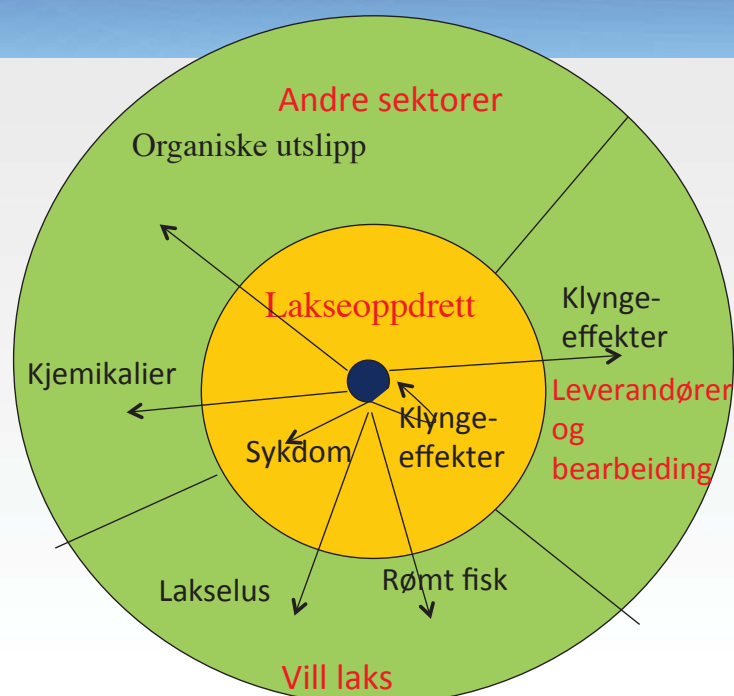 Andre sektorer
Organiske utslipp
Lakseoppdrett
Klynge-
effekter
Kjemikalier
Leverandører
og
bearbeiding
Klynge-
effekter
Sykdom
Lakselus
Rømt fisk
Vill laks